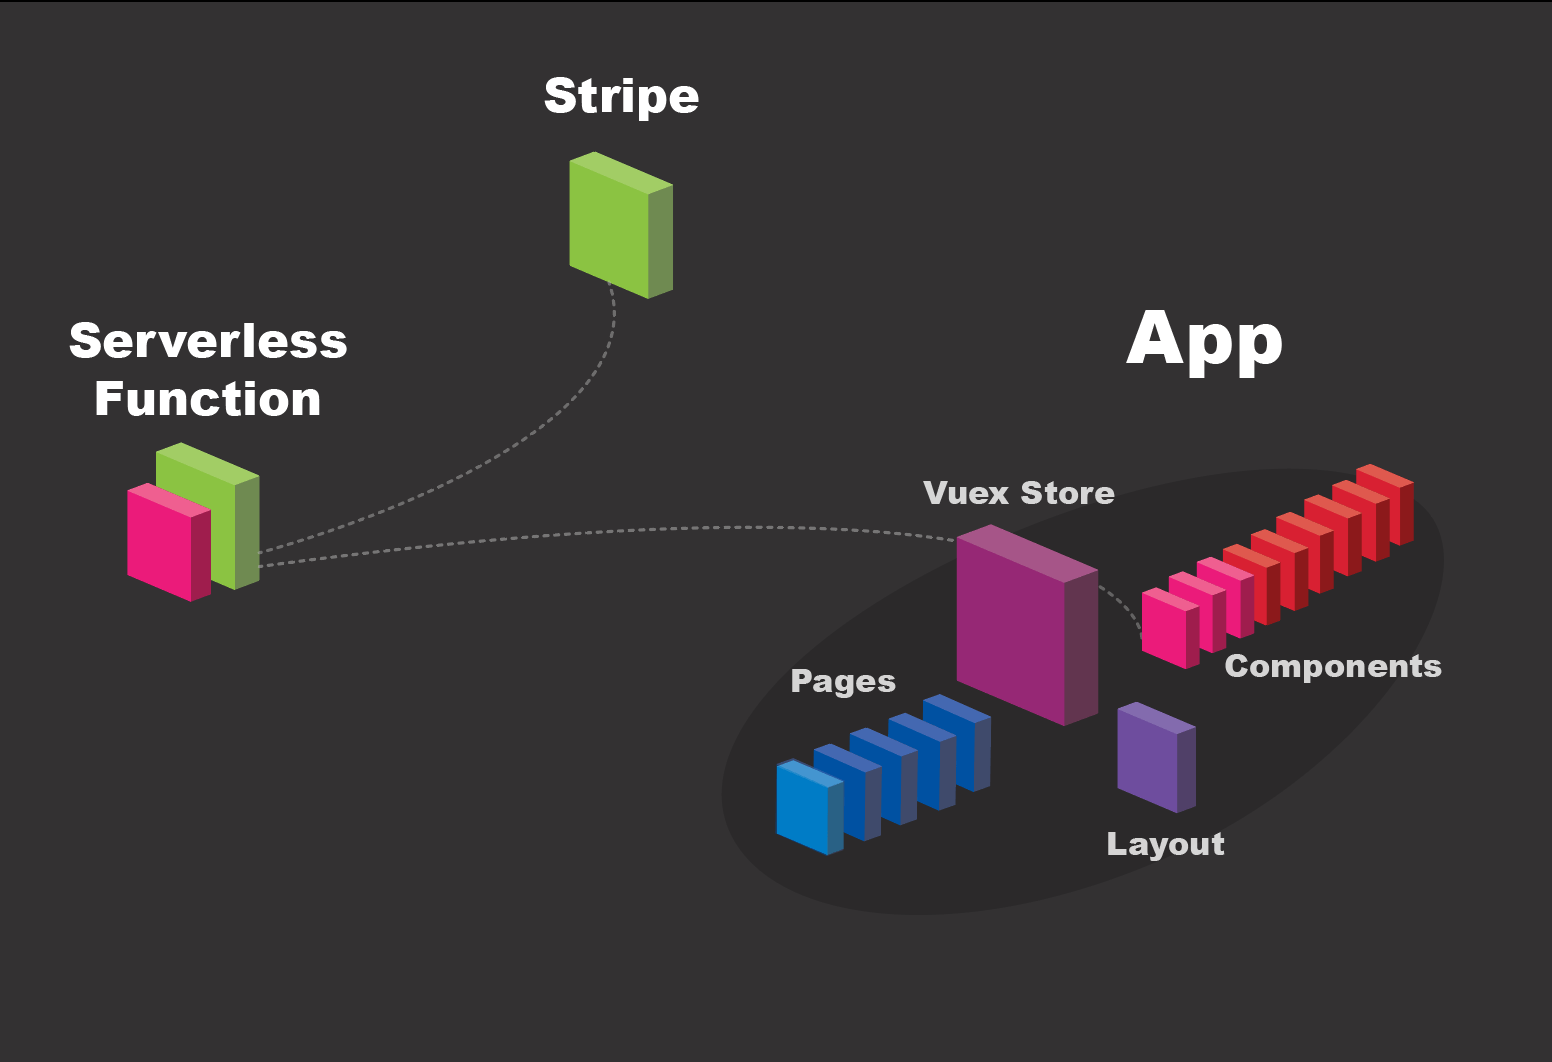 Stripe
Serverless
Function
App
Vuex Store
Components
Pages
Layout